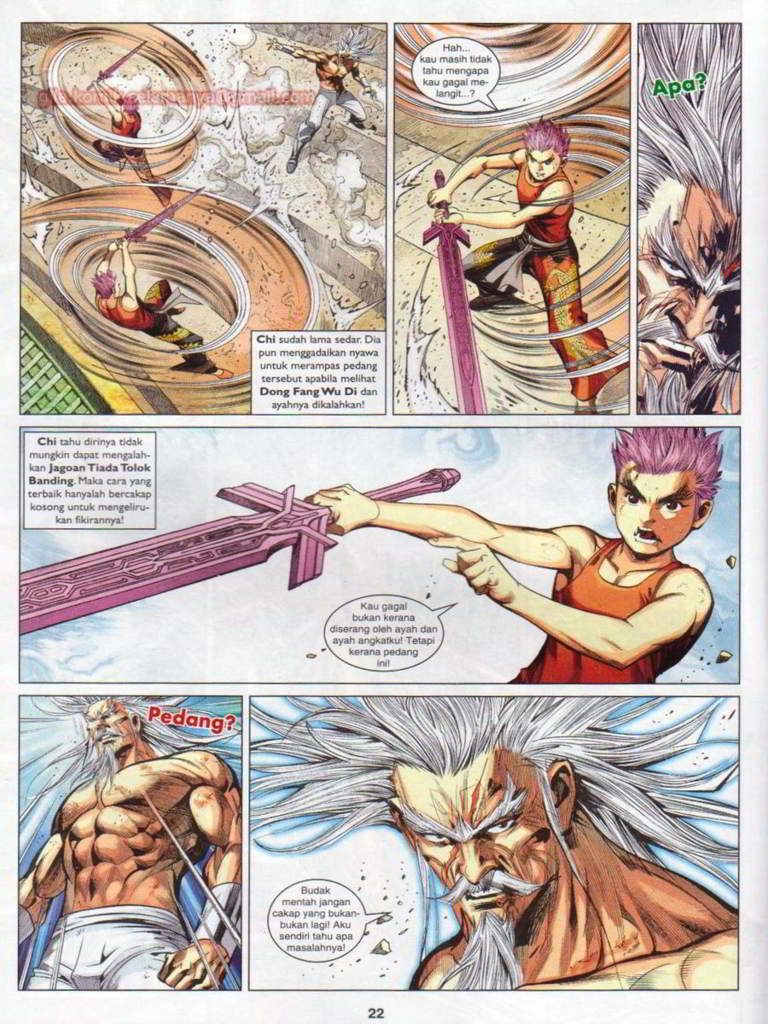 Hah...
kau masih tidak
tahu mengapa
kau gagal me-
langit...?
Apa?
Chi sudah lama sedar. Dia
pun menggadaikan nyawa
untuk merampas pedang
tersebut apabila melihat
Dong Fang Wu Di dan
ayahnya dikalahkan!
Chi tahu dirinya tidak
mungkin dapat mengalah-
kan Jagoan Tiada Tolok
Banding. Maka cara yang
terbaik hanyalah bercakap
kosong untuk mengeliru-
kan fikirannya!
Kau gagal
bukan kerana
diserang oleh ayah dan
ayah angkatku! Tetapi
kerana pedang
ini!
Pedang?
Budak
mentah jangan
cakap yang bukan-
bukan lagi! Aku
sendiri tahu apa
masalahnya!
22